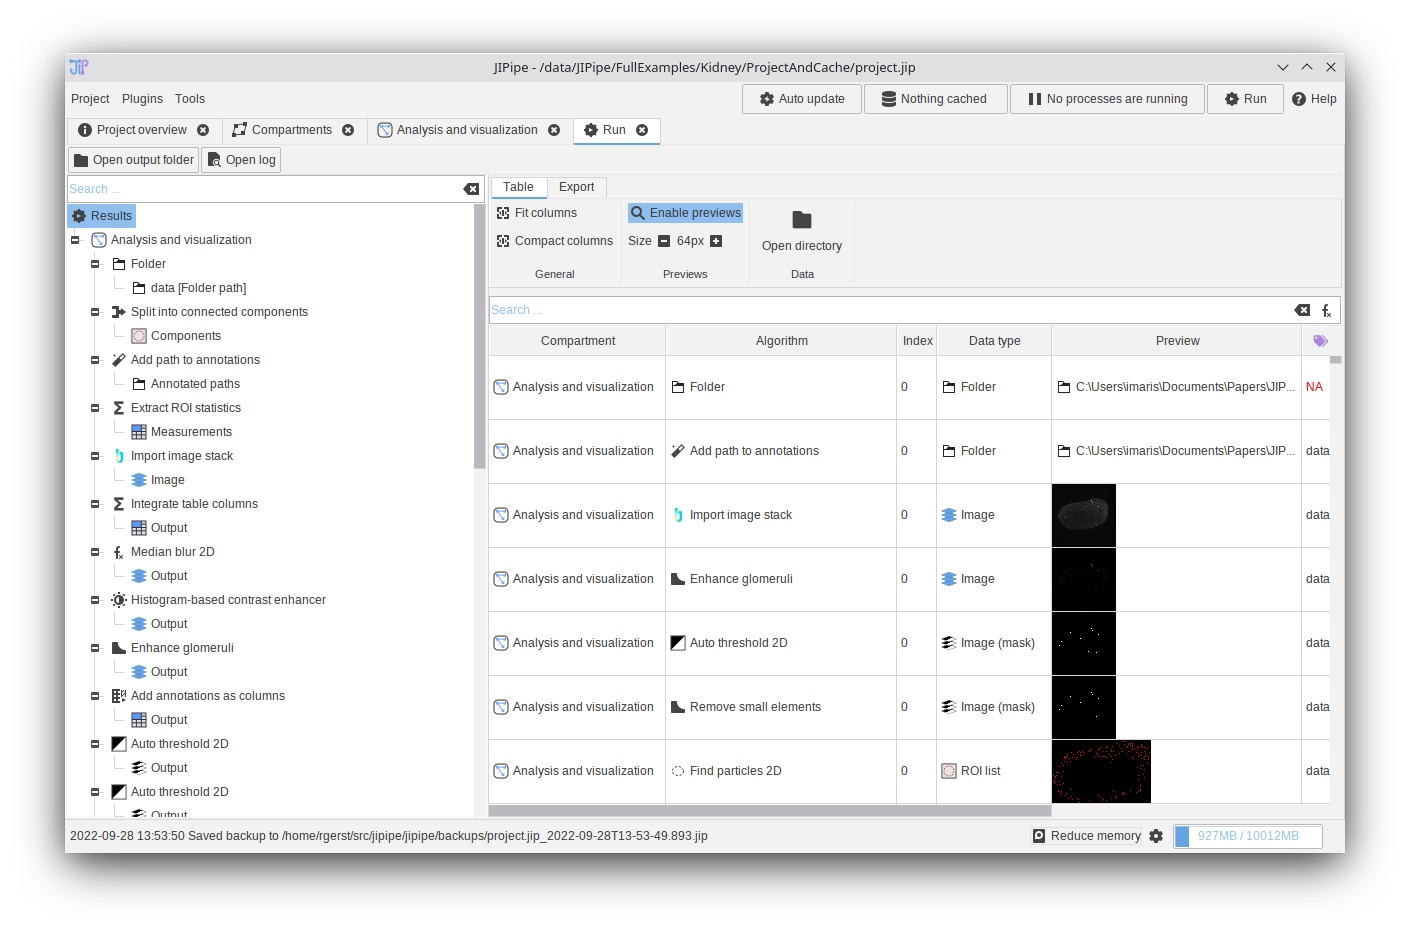 JIPipe - /data/JIPipe/FullExamples/Kidney/ProjectAndCache/project.jip
Project Plugins Tools Auto update Nothing cached No processes are running Run Help
Project overview Compartments Analysis and visualization Run
Open output folder Open log
Search ...
Results
Analysis and visualization
Folder
data [Folder path]
Split into connected components
Components
Add path to annotations
Annotated paths
Extract ROI statistics
Measurements
Import image stack
Image
Integrate table columns
Output
Median blur 2D
Output
Histogram-based contrast enhancer
Output
Enhance glomeruli
Output
Add annotations as columns
Output
Auto threshold 2D
Output
Auto threshold 2D
Output
Table Export
Fit columns
Compact columns
General
Enable previews
Size 64px
Previews
Open directory
Data
Search ...
Compartment Algorithm Index Data type Preview
Analysis and visualization Folder 0 Folder C:\Users\imaris\Documents\Papers\JIP... NA
Analysis and visualization Add path to annotations 0 Folder C:\Users\imaris\Documents\Papers\JIP... data
Analysis and visualization Import image stack 0 Image data
Analysis and visualization Enhance glomeruli 0 Image data
Analysis and visualization Auto threshold 2D 0 Image (mask) data
Analysis and visualization Remove small elements 0 Image (mask) data
Analysis and visualization Find particles 2D 0 ROI list data
2022-09-28 13:53:50 Saved backup to /home/rgerst/src/jipipe/jipipe/backups/project.jip_2022-09-28T13-53-49.893.jip
Reduce memory 927MB / 10012MB